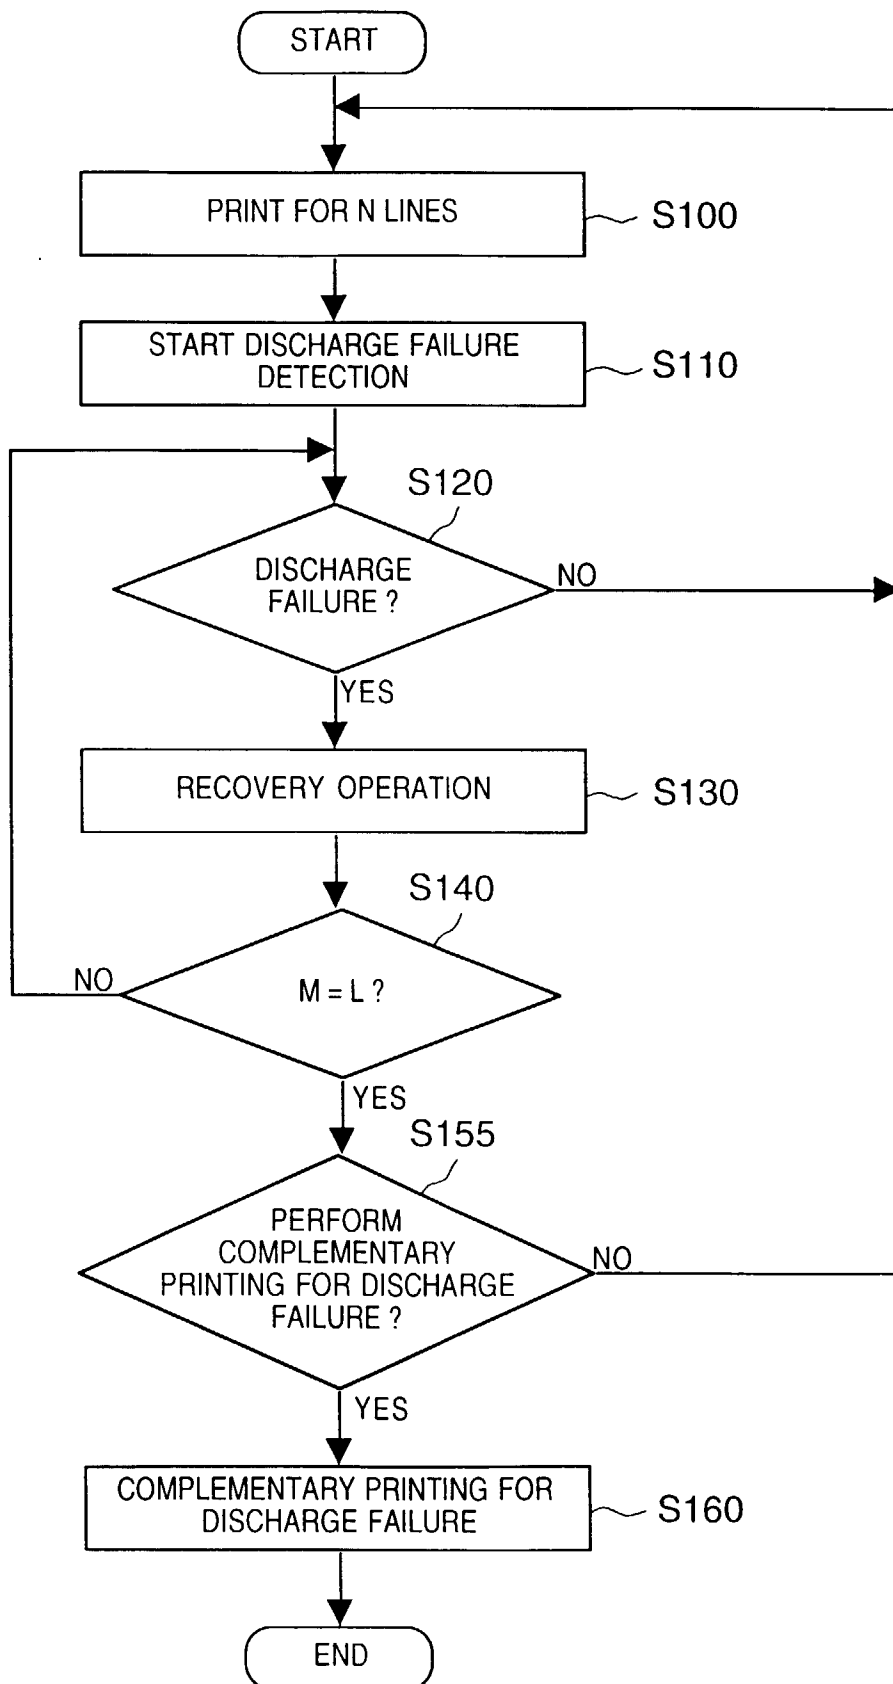 START
PRINT FOR N LINES
S100
START DISCHARGE FAILURE
DETECTION
S110
S120
DISCHARGE
FAILURE ?
NO
YES
RECOVERY OPERATION
S130
S140
M = L ?
NO
YES
S155
PERFORM
COMPLEMENTARY
PRINTING FOR DISCHARGE
FAILURE ?
NO
YES
COMPLEMENTARY PRINTING FOR
DISCHARGE FAILURE
S160
END